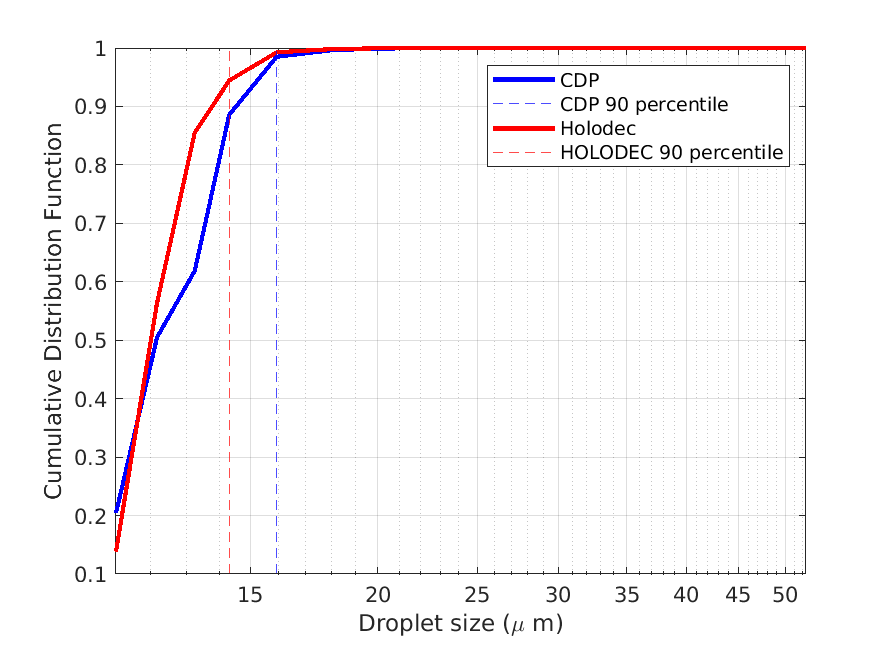 1
0.9
0.8
0.7
0.6
0.5
0.4
0.3
0.2
0.1
Cumulative Distribution Function
CDP
CDP 90 percentile
Holodec
HOLODEC 90 percentile
15 20 25 30 35 40 45 50
Droplet size (μ m)